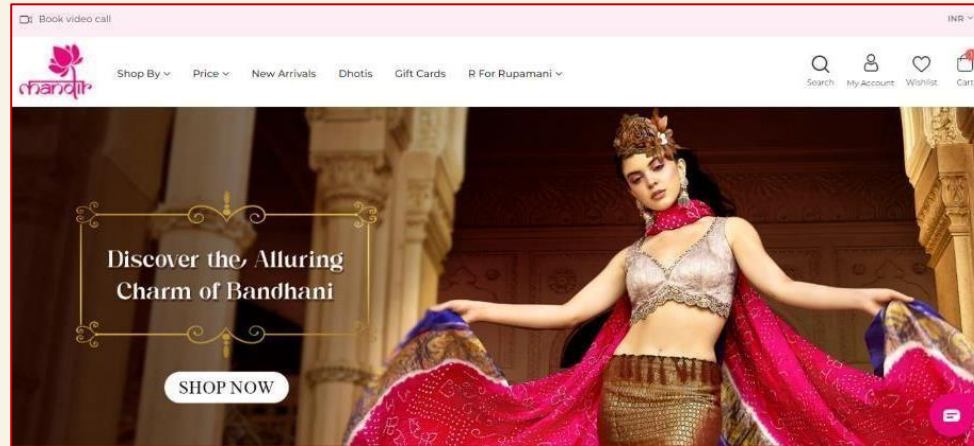 Book video call
INR
mandir
Shop By
Price
New Arrivals
Dhotis
Gift Cards
R For Rupamani
Search
My Account
Wishlist
Cart
Discover the Alluring
Charm of Bandhani
SHOP NOW